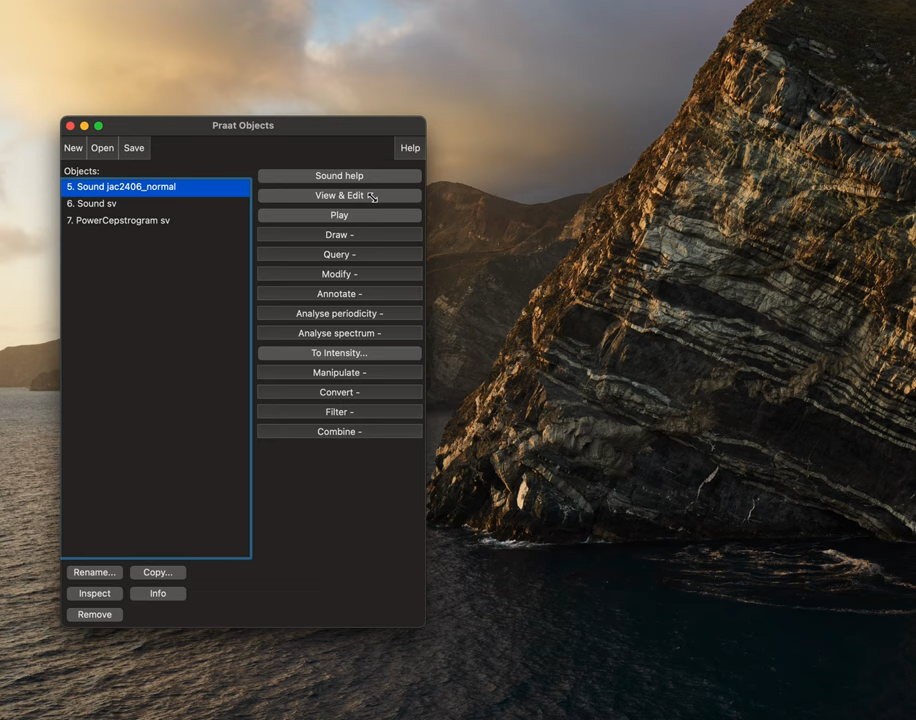 Praat Objects
New Open Save Help
Objects:
5. Sound jac2406_normal
6. Sound sv
7. PowerCepstrogram sv
Sound help
View & Edit
Play
Draw -
Query -
Modify -
Annotate -
Analyse periodicity -
Analyse spectrum -
To Intensity...
Manipulate -
Convert -
Filter -
Combine -
Rename... Copy...
Inspect Info
Remove